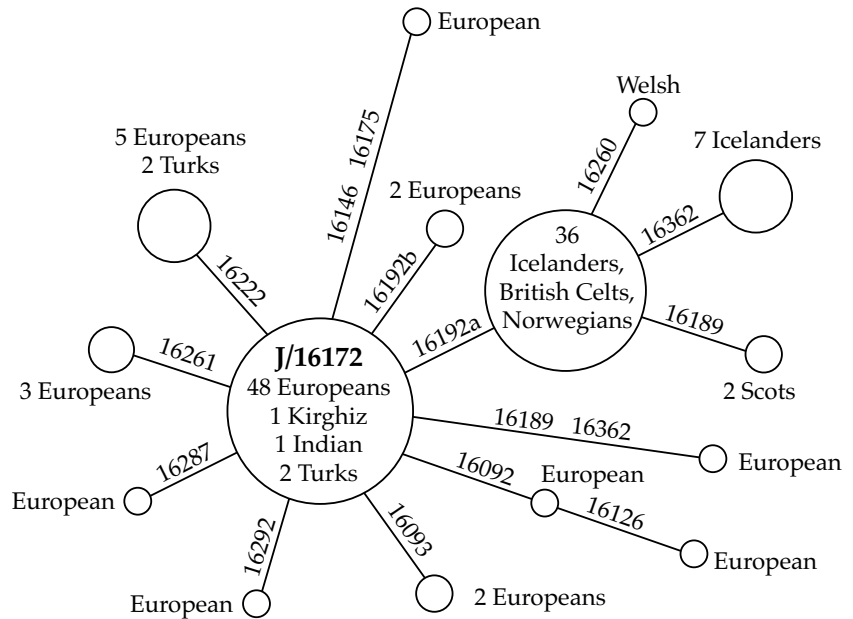 European
Welsh
5 Europeans
2 Turks
16146 16175
16260
7 Icelanders
2 Europeans
16362
16222
16192b
36
Icelanders,
British Celts,
Norwegians
16192a
16189
16261
3 Europeans
J/16172
48 Europeans
1 Kirghiz
1 Indian
2 Turks
2 Scots
16189 16362
European
16287
European
16092
European
16126
European
16292
European
16093
2 Europeans